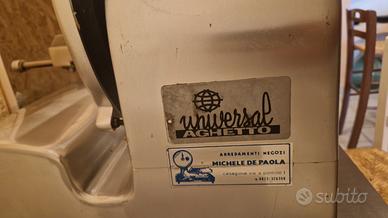 universal
AGHETTO
ARREDAMENTI NEGOZI
MICHELE DE PAOLA
subito